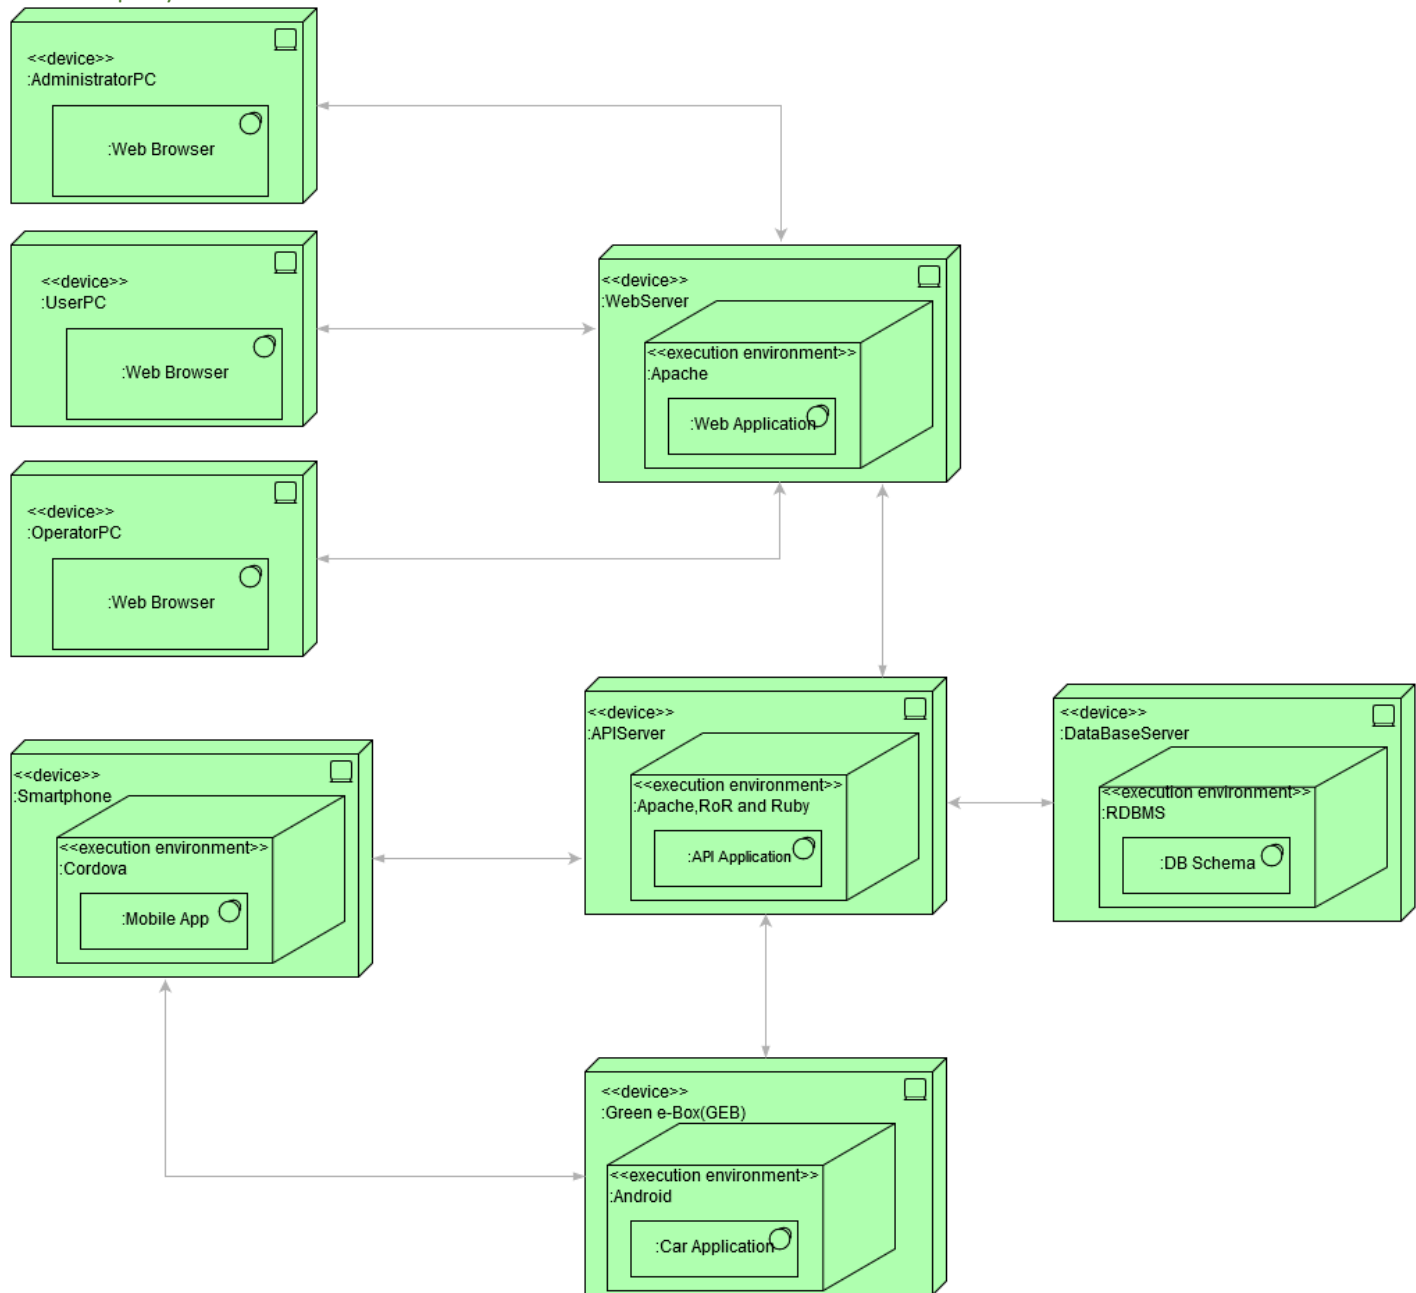 <<device>>
:AdministratorPC
:Web Browser
<<device>>
:UserPC
:Web Browser
<<device>>
:WebServer
<<execution environment>>
:Apache
:Web Application
<<device>>
:OperatorPC
:Web Browser
<<device>>
:APIServer
<<execution environment>>
:Apache,RoR and Ruby
:API Application
<<device>>
:DataBaseServer
<<execution environment>>
:RDBMS
:DB Schema
<<device>>
:Smartphone
<<execution environment>>
:Cordova
:Mobile App
<<device>>
:Green e-Box(GEB)
<<execution environment>>
:Android
:Car Application